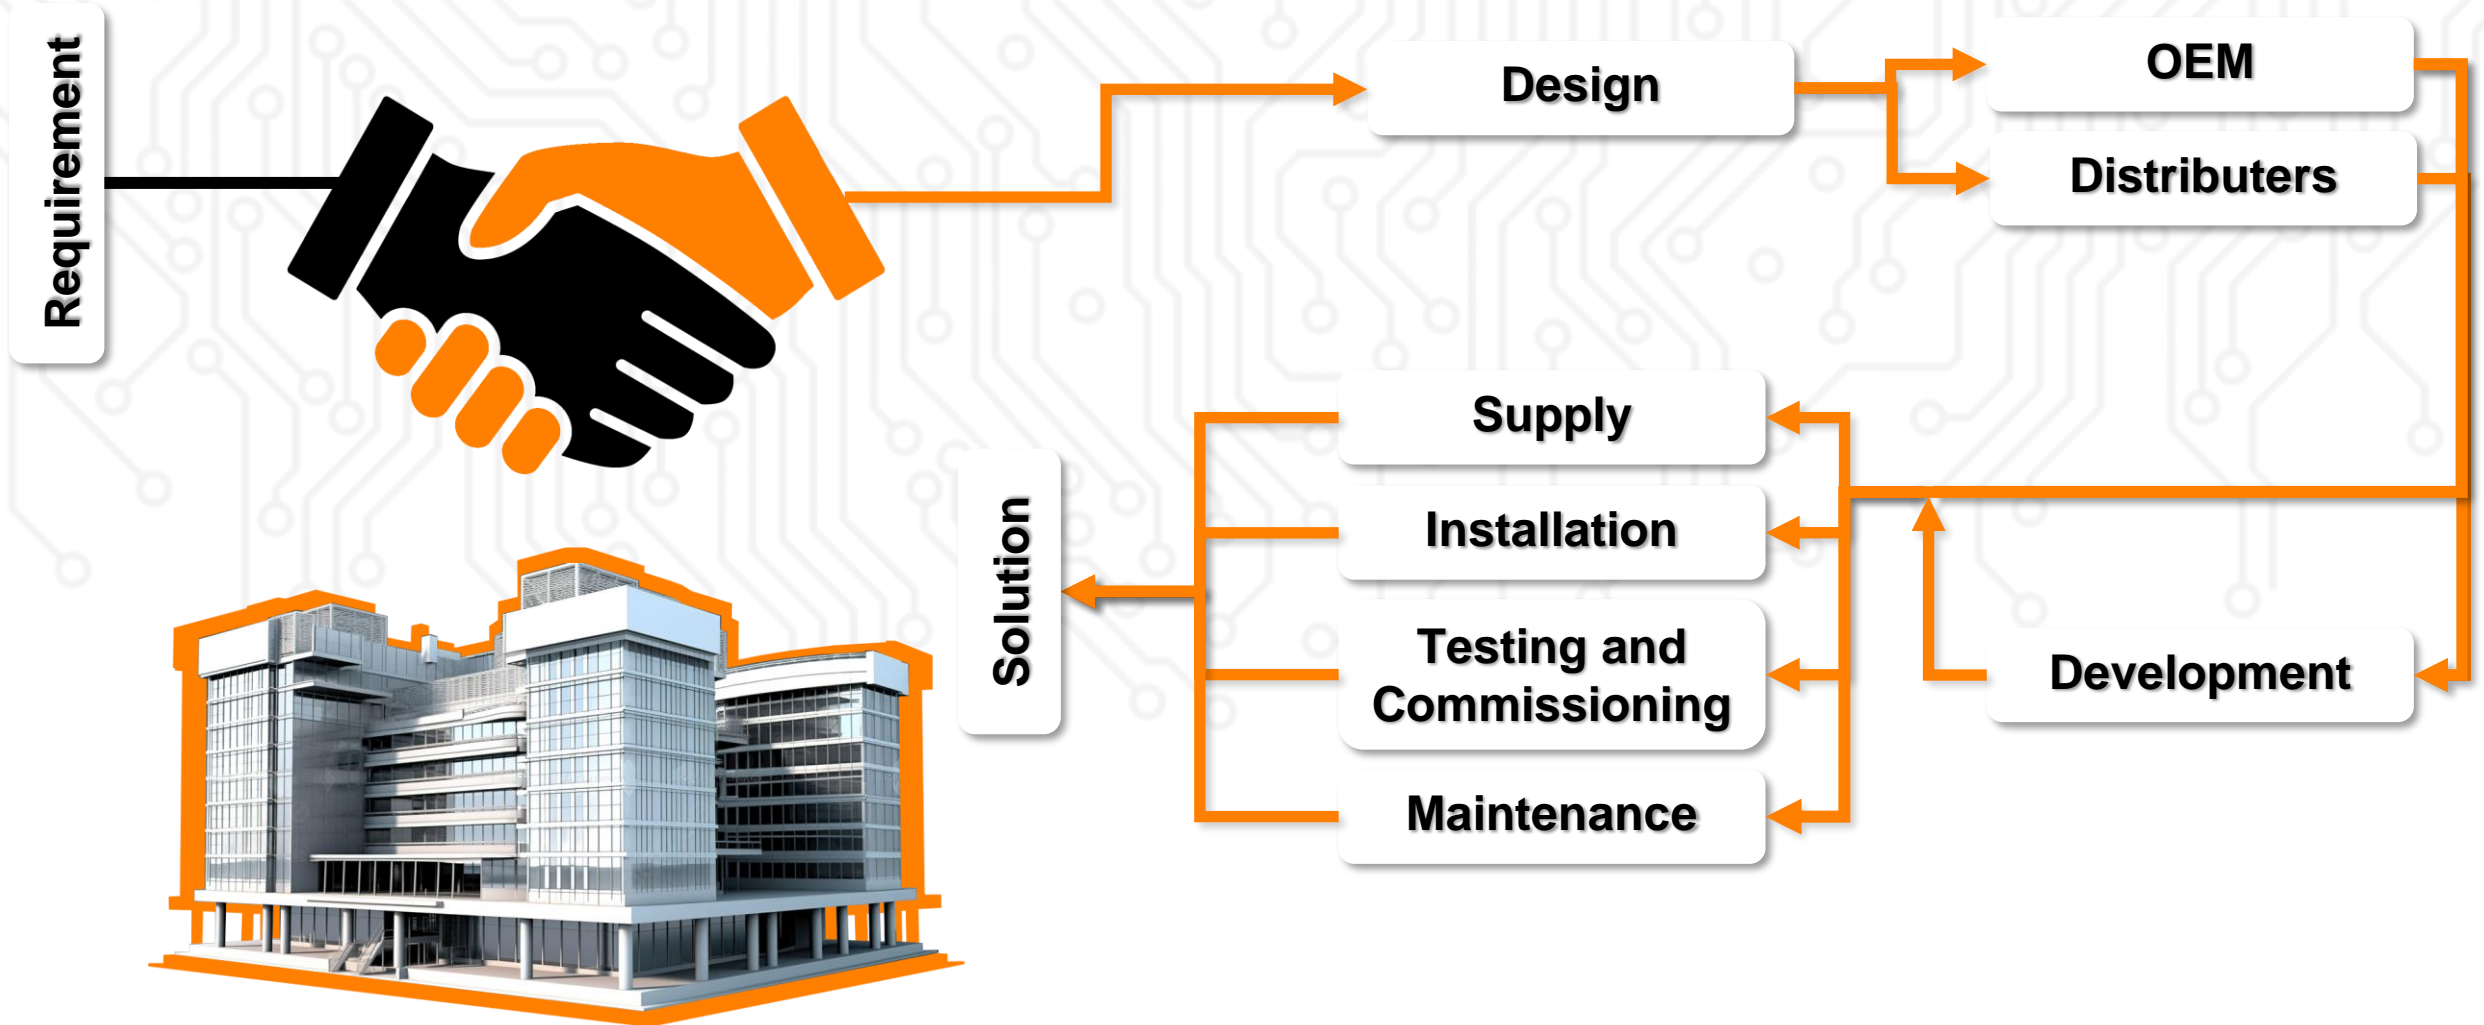 Requirement
Design
OEM
Distributers
Supply
Installation
Testing and
Commissioning
Maintenance
Development
Solution